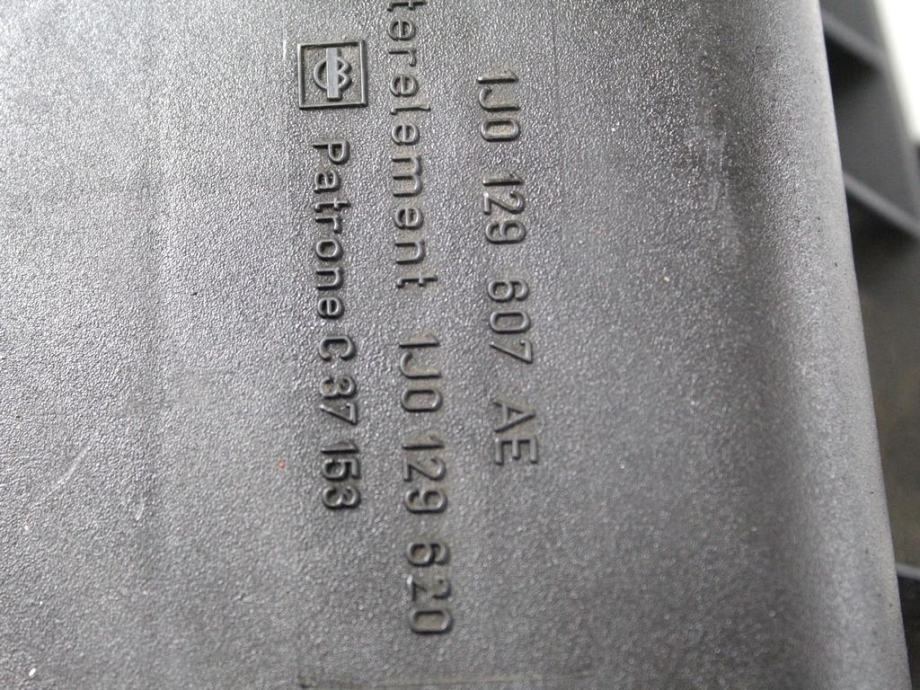 1J0 129 607 AE
terelement 1J0 129 620
Patrone C 37 153